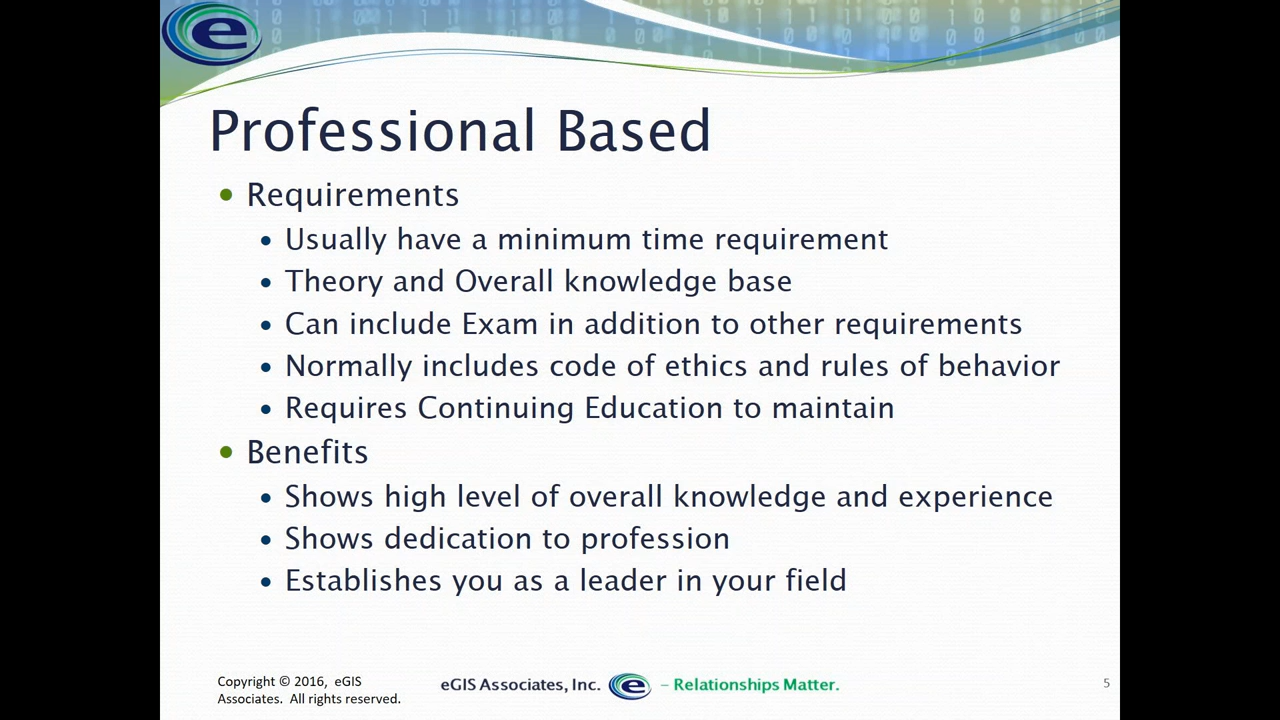 Professional Based
Requirements
Usually have a minimum time requirement
Theory and Overall knowledge base
Can include Exam in addition to other requirements
Normally includes code of ethics and rules of behavior
Requires Continuing Education to maintain
Benefits
Shows high level of overall knowledge and experience
Shows dedication to profession
Establishes you as a leader in your field
Copyright © 2016, eGIS
Associates. All rights reserved.
eGIS Associates, Inc. e – Relationships Matter.
5